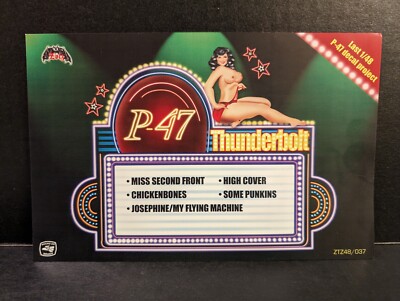 Last 1/48
P-47 decal project
P-47
Thunderbolt
• MISS SECOND FRONT
• HIGH COVER
• CHICKENBONES
• SOME PUNKINS
• JOSEPHINE/MY FLYING MACHINE
ZTZ48/037